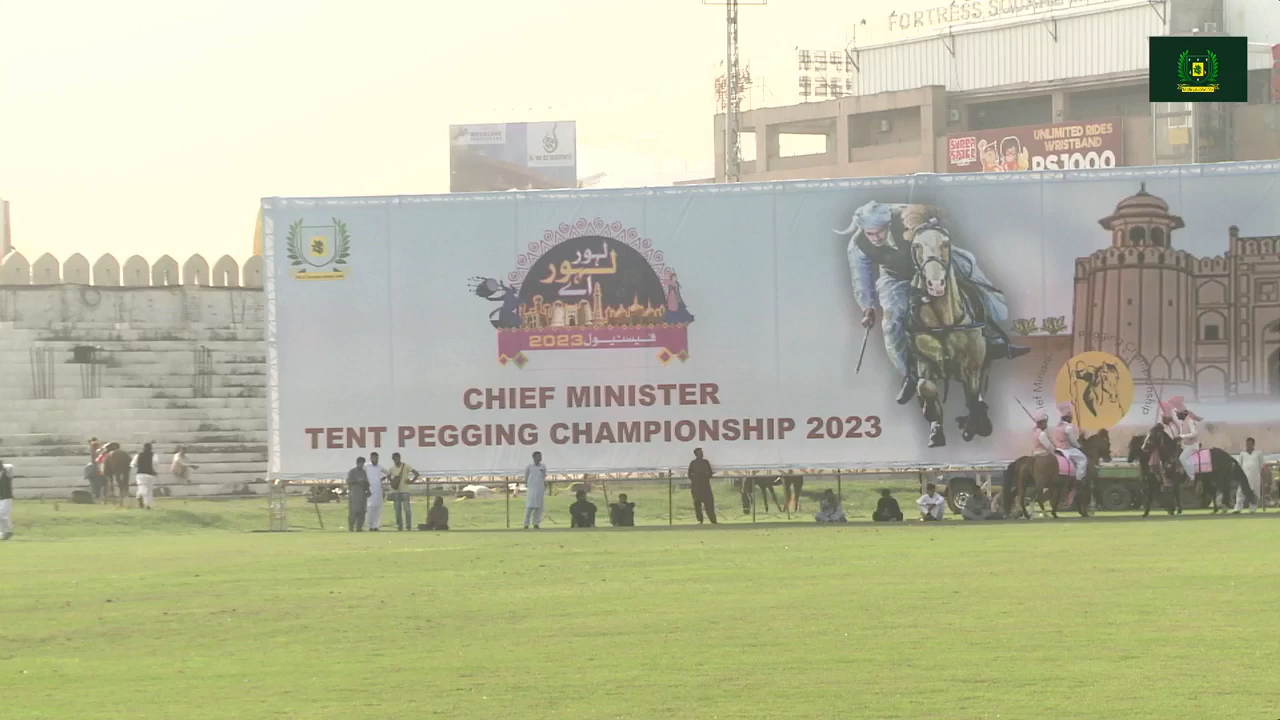 FORTRESS SQUARE
UNLIMITED RIDES
WRISTBAND
RS1000
لہور
لہور
اے
2023 فیسٹیول
CHIEF MINISTER
TENT PEGGING CHAMPIONSHIP 2023